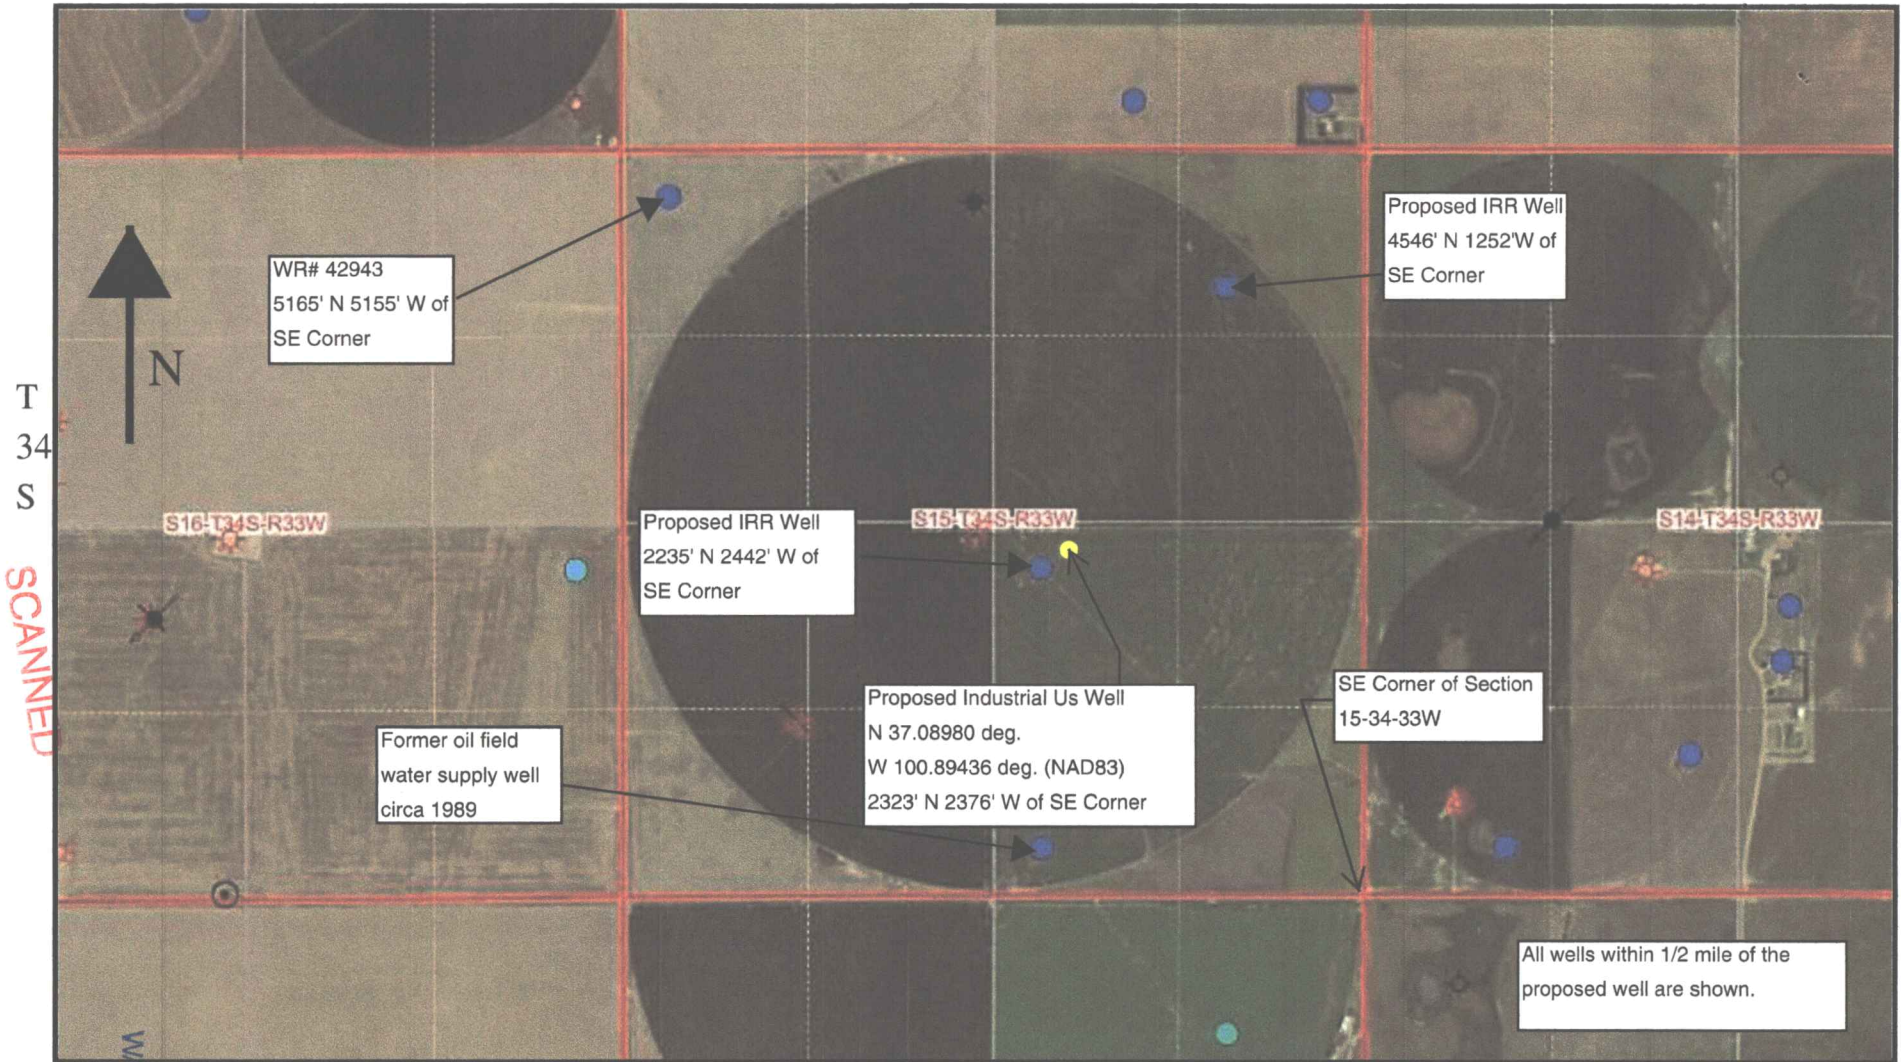 WR# 42943
5165' N 5155' W of
SE Corner
Proposed IRR Well
4546' N 1252'W of
SE Corner
N
T
34
S
SCANNED
S16-T34S-R33W
Proposed IRR Well
2235' N 2442' W of
SE Corner
S15-T34S-R33W
S14-T34S-R33W
Proposed Industrial Us Well
N 37.08980 deg.
W 100.89436 deg. (NAD83)
2323' N 2376' W of SE Corner
SE Corner of Section
15-34-33W
Former oil field
water supply well
circa 1989
All wells within 1/2 mile of the
proposed well are shown.